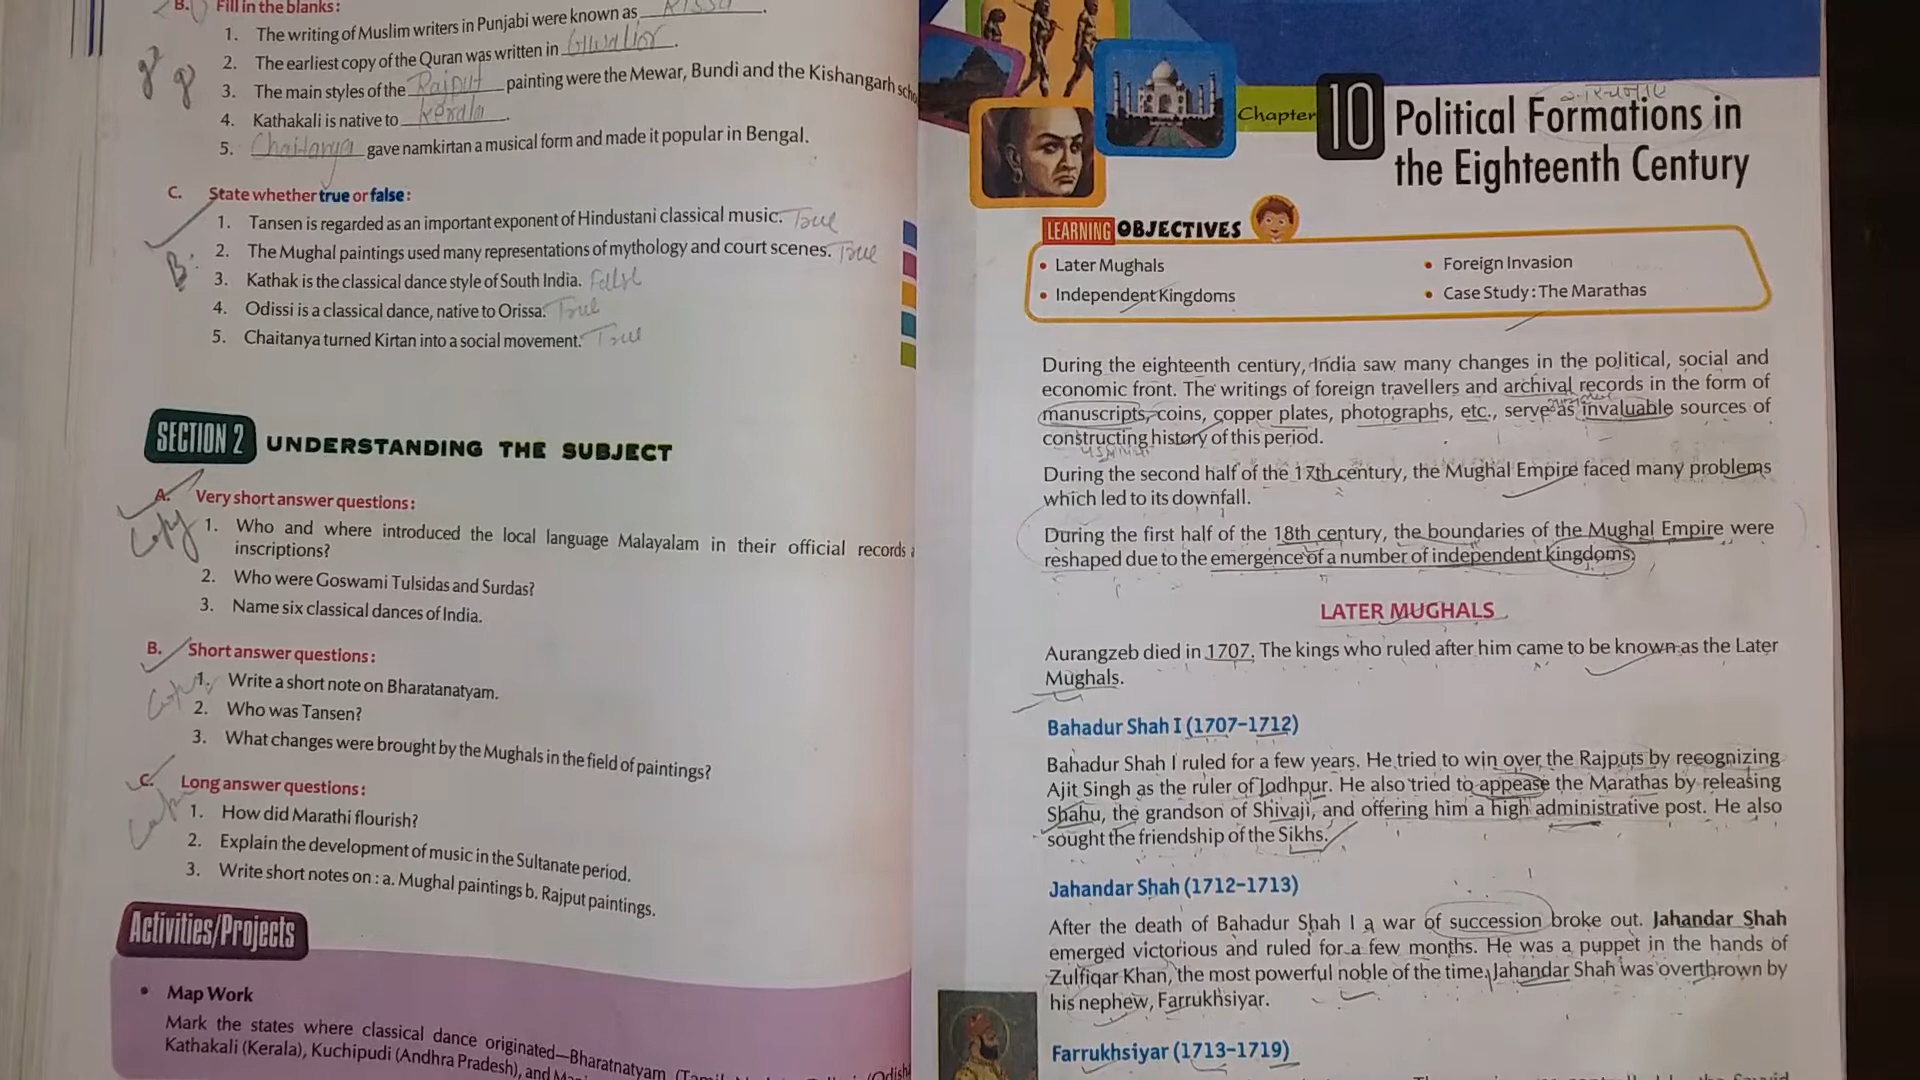 B. Fill in the blanks:
1. The writing of Muslim writers in Punjabi were known as Kissa.
2. The earliest copy of the Quran was written in Gwalior.
3. The main styles of the Rajput painting were the Mewar, Bundi and the Kishangarh
4. Kathakali is native to Kerala.
5. Chaitanya gave namkirtan a musical form and made it popular in Bengal.
C. State whether true or false:
1. Tansen is regarded as an important exponent of Hindustani classical music. True
2. The Mughal paintings used many representations of mythology and court scenes. True
3. Kathak is the classical dance style of South India. False
4. Odissi is a classical dance, native to Orissa. True
5. Chaitanya turned Kirtan into a social movement. True
SECTION 2 UNDERSTANDING THE SUBJECT
A. Very short answer questions:
Copy
1. Who and where introduced the local language Malayalam in their official records
inscriptions?
2. Who were Goswami Tulsidas and Surdas?
3. Name six classical dances of India.
B. Short answer questions:
1. Write a short note on Bharatanatyam.
2. Who was Tansen?
3. What changes were brought by the Mughals in the field of paintings?
C. Long answer questions:
1. How did Marathi flourish?
2. Explain the development of music in the Sultanate period.
3. Write short notes on: a. Mughal paintings b. Rajput paintings.
Activities/Projects
• Map Work
Mark the states where classical dance originated—Bharatnatyam
Kathakali (Kerala), Kuchipudi (Andhra Pradesh), and
Chapter 10 Political Formations in
the Eighteenth Century
LEARNING OBJECTIVES
• Later Mughals
• Foreign Invasion
• Independent Kingdoms
• Case Study: The Marathas
During the eighteenth century, India saw many changes in the political, social and
economic front. The writings of foreign travellers and archival records in the form of
manuscripts, coins, copper plates, photographs, etc., serve as invaluable sources of
constructing history of this period.
During the second half of the 17th century, the Mughal Empire faced many problems
which led to its downfall.
During the first half of the 18th century, the boundaries of the Mughal Empire were
reshaped due to the emergence of a number of independent kingdoms.
LATER MUGHALS
Aurangzeb died in 1707. The kings who ruled after him came to be known as the Later
Mughals.
Bahadur Shah I (1707–1712)
Bahadur Shah I ruled for a few years. He tried to win over the Rajputs by recognizing
Ajit Singh as the ruler of Jodhpur. He also tried to appease the Marathas by releasing
Shahu, the grandson of Shivaji, and offering him a high administrative post. He also
sought the friendship of the Sikhs.
Jahandar Shah (1712–1713)
After the death of Bahadur Shah I a war of succession broke out. Jahandar Shah
emerged victorious and ruled for a few months. He was a puppet in the hands of
Zulfiqar Khan, the most powerful noble of the time. Jahandar Shah was overthrown by
his nephew, Farrukhsiyar.
Farrukhsiyar (1713–1719)